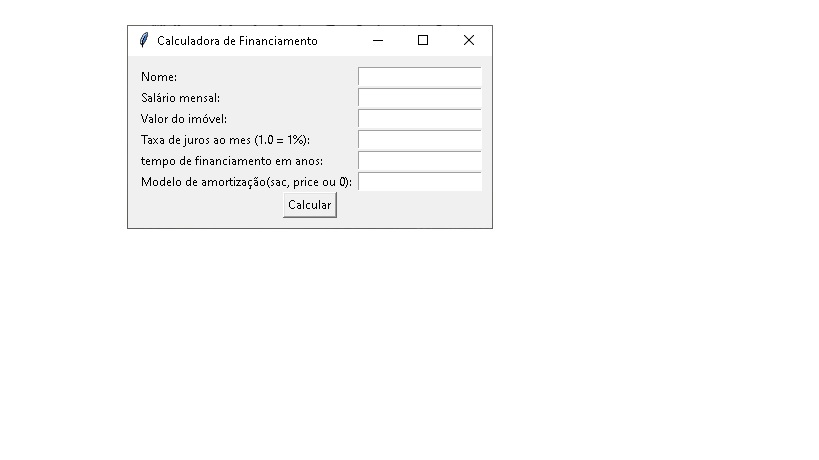 Calculadora de Financiamento
Nome:
Salário mensal:
Valor do imóvel:
Taxa de juros ao mes (1.0 = 1%):
tempo de financiamento em anos:
Modelo de amortização(sac, price ou 0):
Calcular